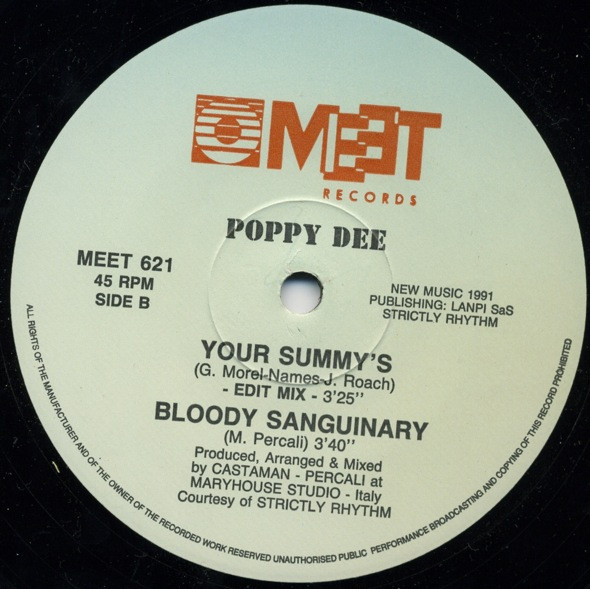 MEET
RECORDS
POPPY DEE
MEET 621
45 RPM
SIDE B
NEW MUSIC 1991
PUBLISHING: LANPI SaS
STRICTLY RHYTHM
YOUR SUMMY'S
(G. Morel-Names-J. Roach)
- EDIT MIX - 3'25''
BLOODY SANGUINARY
(M. Percali) 3'40''
Produced, Arranged & Mixed
by CASTAMAN - PERCALI at
MARYHOUSE STUDIO - Italy
Courtesy of STRICTLY RHYTHM
ALL RIGHTS OF THE MANUFACTURER AND OF THE OWNER OF THE RECORDED WORK RESERVED UNAUTHORISED PUBLIC PERFORMANCE BROADCASTING AND COPYING OF THIS RECORD PROHIBITED